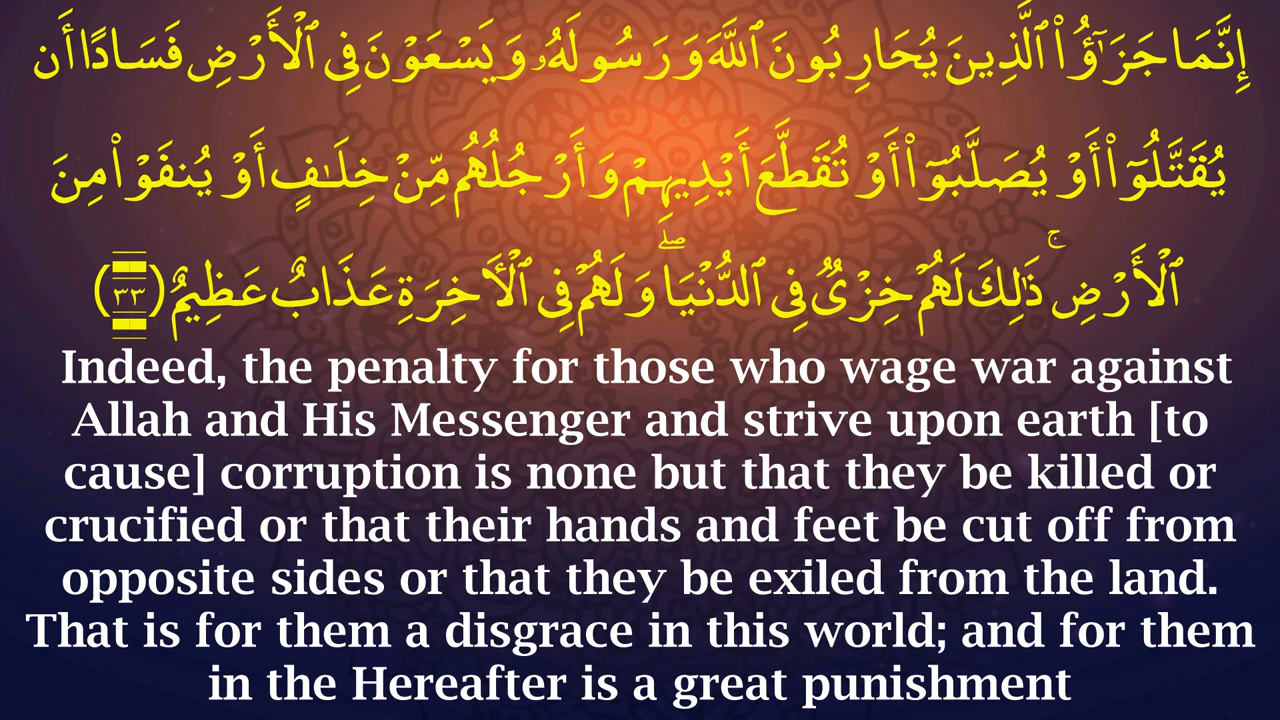 إِنَّمَا جَزَٰٓؤُا۟ ٱلَّذِينَ يُحَارِبُونَ ٱللَّهَ وَرَسُولَهُۥ وَيَسْعَوْنَ فِى ٱلْأَرْضِ فَسَادًا أَن
يُقَتَّلُوٓا۟ أَوْ يُصَلَّبُوٓا۟ أَوْ تُقَطَّعَ أَيْدِيهِمْ وَأَرْجُلُهُم مِّنْ خِلَـٰفٍ أَوْ يُنفَوْا۟ مِنَ
ٱلْأَرْضِ ۚ ذَٰلِكَ لَهُمْ خِزْىٌ فِى ٱلدُّنْيَا ۖ وَلَهُمْ فِى ٱلْـَٔاخِرَةِ عَذَابٌ عَظِيمٌ (٣٣)
Indeed, the penalty for those who wage war against
Allah and His Messenger and strive upon earth [to
cause] corruption is none but that they be killed or
crucified or that their hands and feet be cut off from
opposite sides or that they be exiled from the land.
That is for them a disgrace in this world; and for them
in the Hereafter is a great punishment